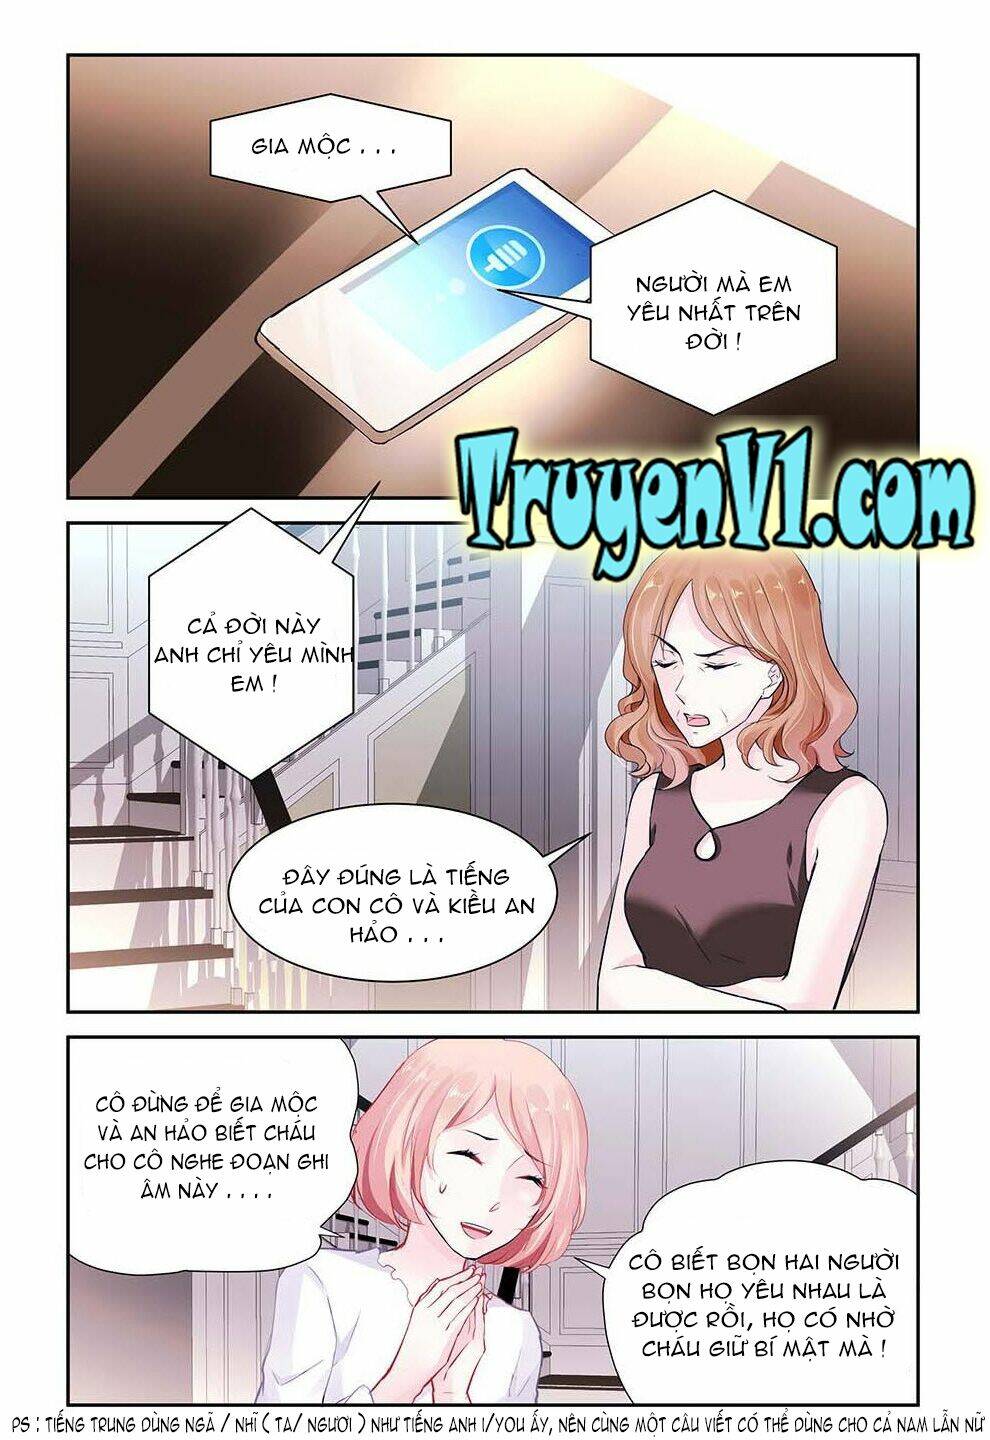 GIA MỘC . . .
NGƯỜI MÀ EM
YÊU NHẤT TRÊN
ĐỜI !
TruyenV1.com
CẢ ĐỜI NÀY
ANH CHỈ YÊU MÌNH
EM !
ĐÂY ĐÚNG LÀ TIẾNG
CỦA CON CÔ VÀ KIỀU AN
HẢO . . .
CÔ ĐỪNG ĐỂ GIA MỘC
VÀ AN HẢO BIẾT CHÁU
CHO CÔ NGHE ĐOẠN GHI
ÂM NÀY . . . .
CÔ BIẾT BỌN HAI NGƯỜI
BỌN HỌ YÊU NHAU LÀ
ĐƯỢC RỒI, HỌ CÓ NHỜ
CHÁU GIỮ BÍ MẬT MÀ !
PS : TIẾNG TRUNG DÙNG NGÃ / NHĨ ( TA/ NGƯƠI ) NHƯ TIẾNG ANH I/YOU ẤY, NÊN CÙNG MỘT CÂU VIẾT CÓ THỂ DÙNG CHO CẢ NAM LẪN NỮ